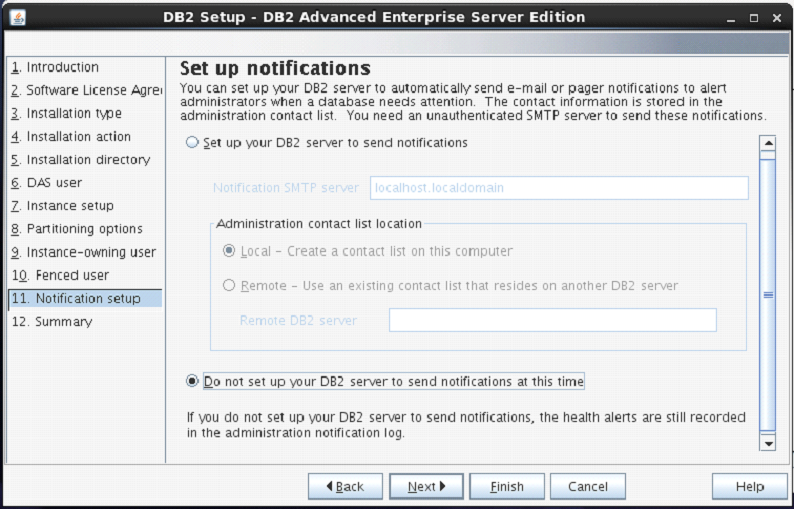 DB2 Setup - DB2 Advanced Enterprise Server Edition
1. Introduction
2. Software License Agre
3. Installation type
4. Installation action
5. Installation directory
6. DAS user
7. Instance setup
8. Partitioning options
9. Instance-owning user
10. Fenced user
11. Notification setup
12. Summary
Set up notifications
You can set up your DB2 server to automatically send e-mail or pager notifications to alert
administrators when a database needs attention. The contact information is stored in the
administration contact list. You need an unauthenticated SMTP server to send these notifications.
Set up your DB2 server to send notifications
Notification SMTP server localhost.localdomain
Administration contact list location
Local - Create a contact list on this computer
Remote - Use an existing contact list that resides on another DB2 server
Remote DB2 server
Do not set up your DB2 server to send notifications at this time
If you do not set up your DB2 server to send notifications, the health alerts are still recorded
in the administration notification log.
Back Next Finish Cancel Help